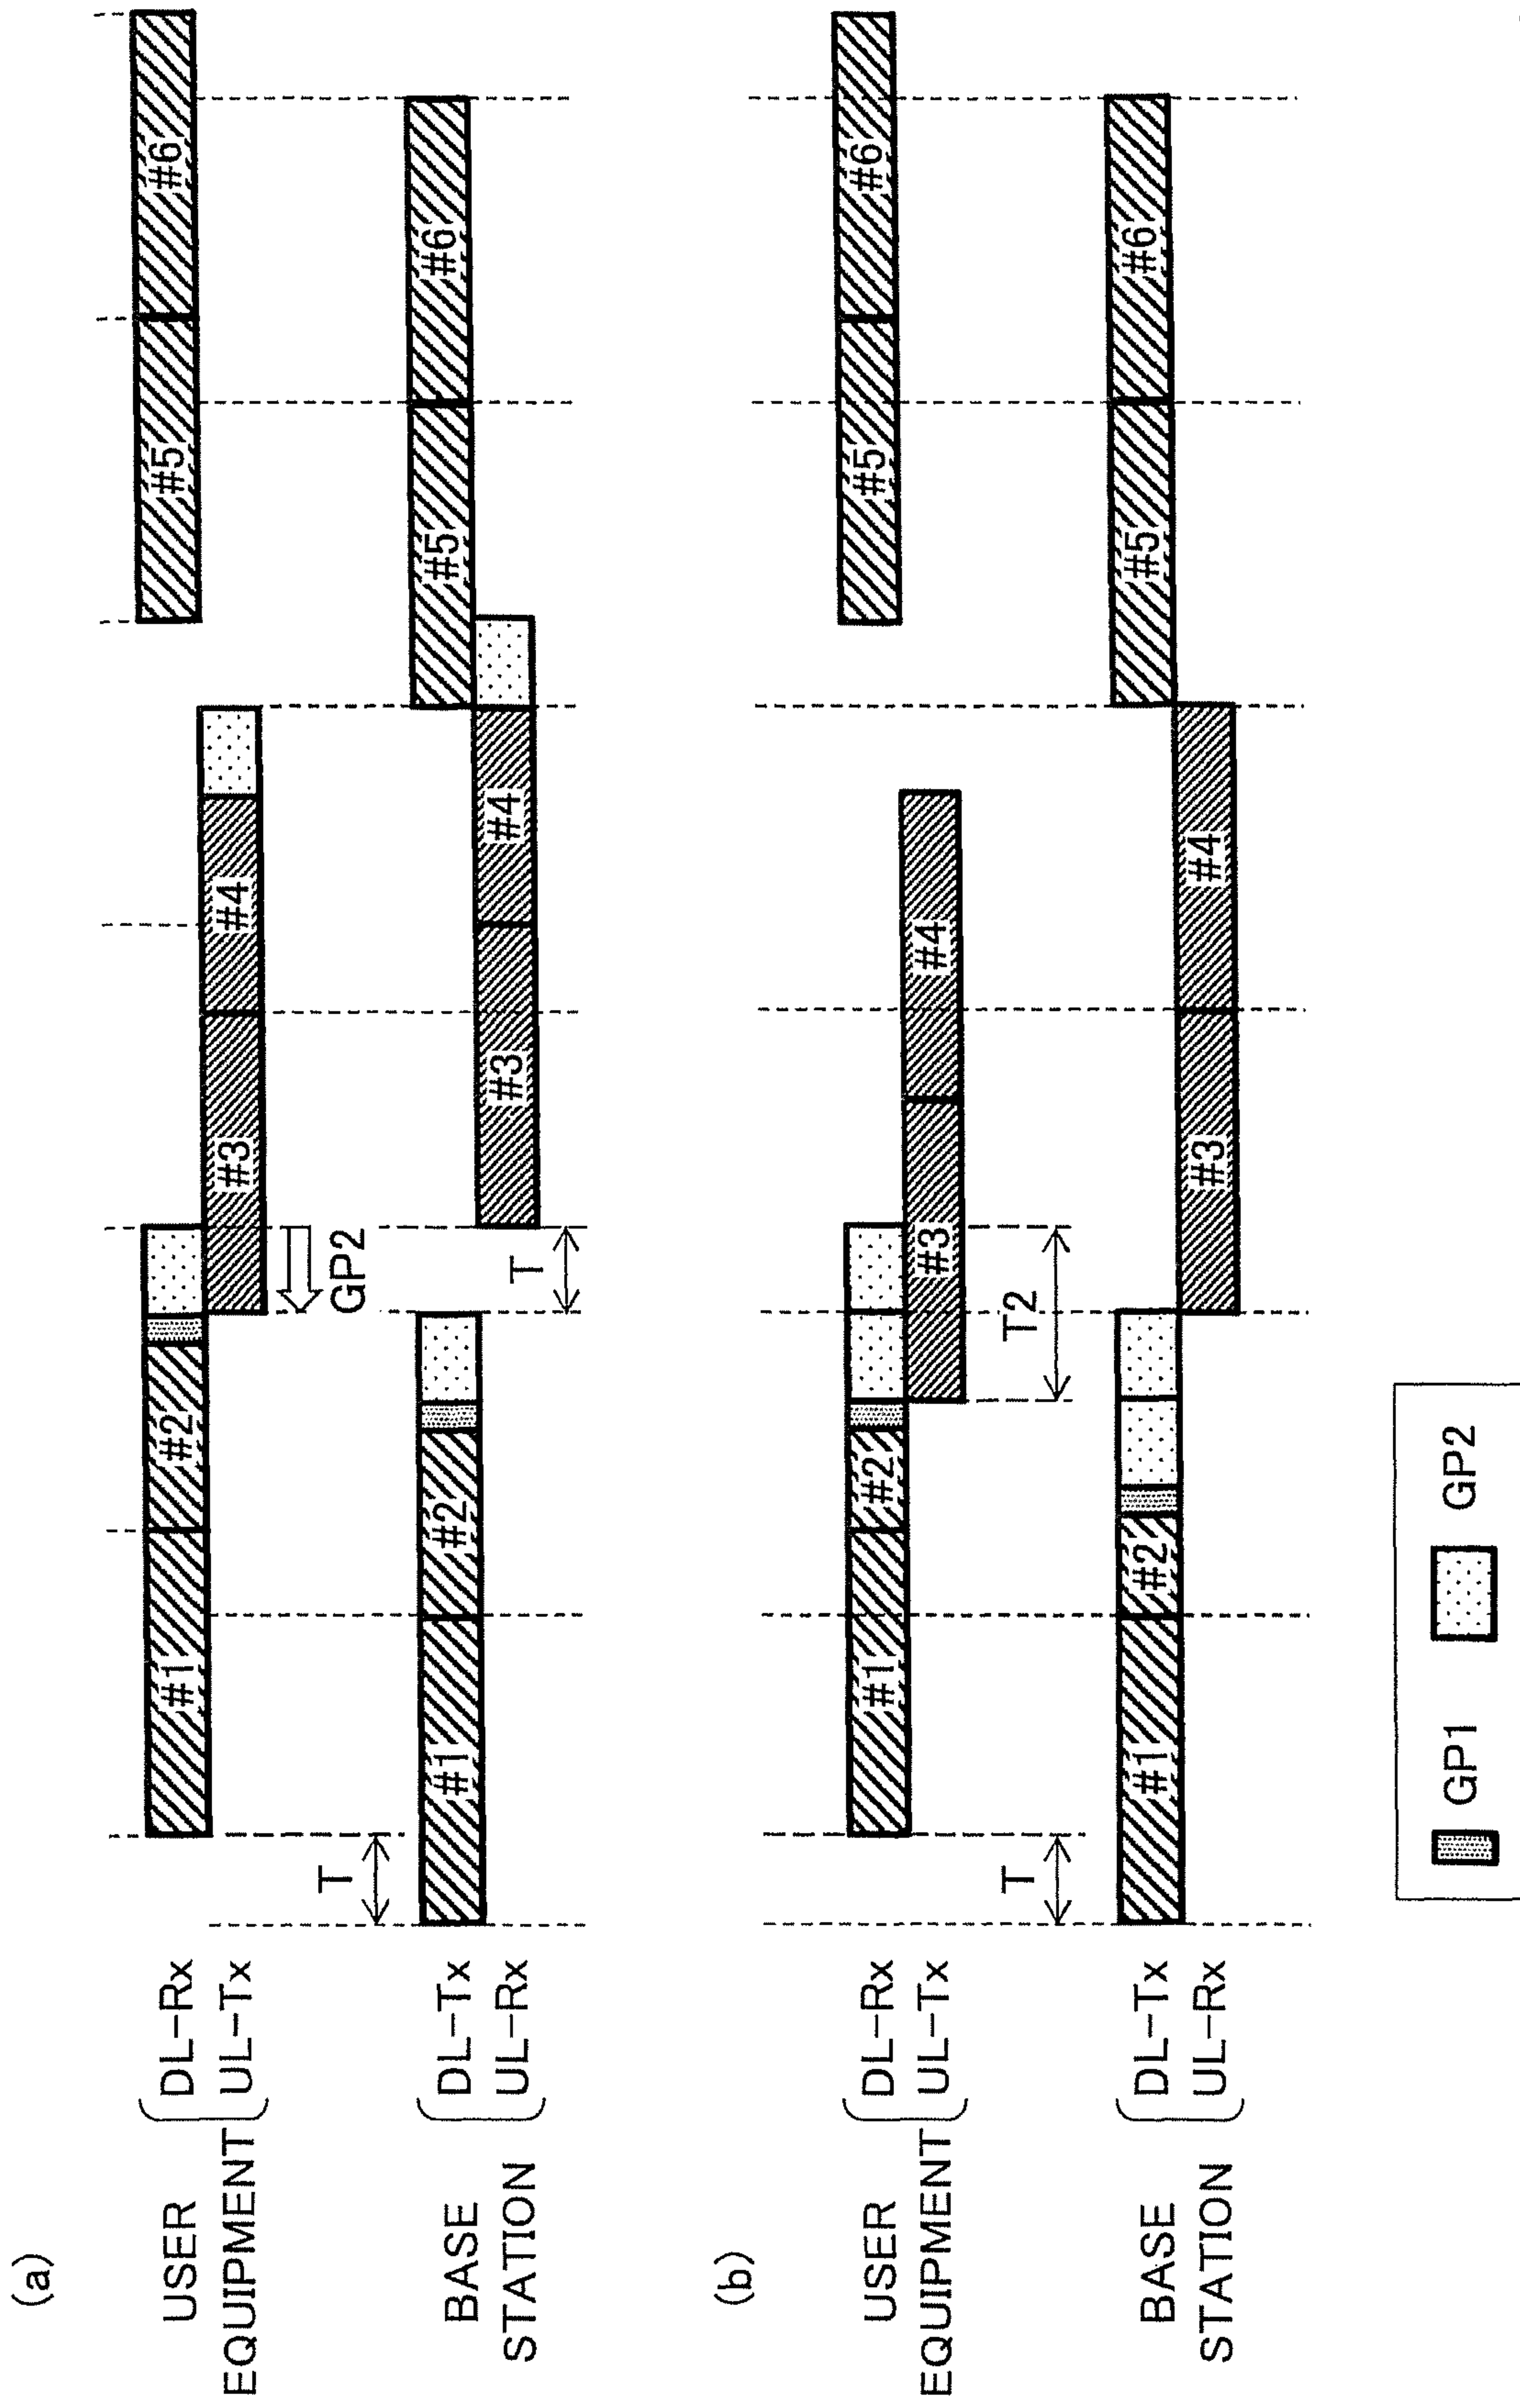 (a)
USER
EQUIPMENT
DL-Rx
UL-Tx
#1
#2
#3
#4
#5
#6
GP2
T
T
BASE
STATION
DL-Tx
UL-Rx
#1
#2
#3
#4
#5
#6
(b)
USER
EQUIPMENT
DL-Rx
UL-Tx
#1
#2
#3
#4
#5
#6
T
T2
BASE
STATION
DL-Tx
UL-Rx
#1
#2
#3
#4
#5
#6
GP1
GP2